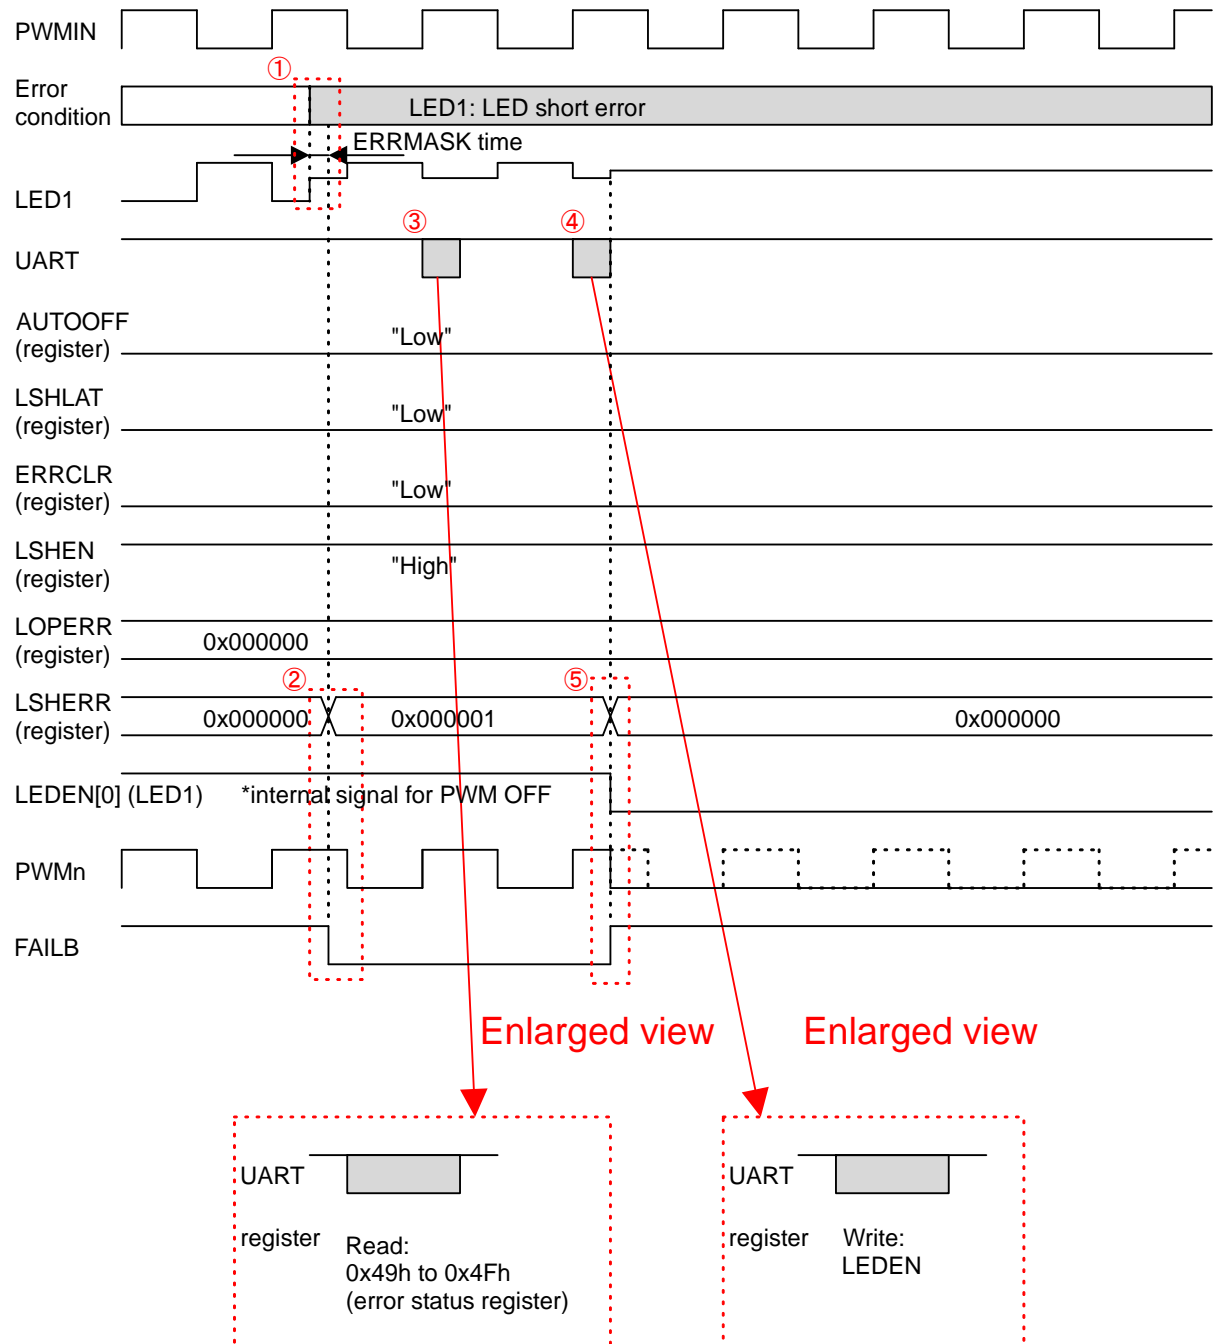 PWMIN
①
Error
condition
LED1: LED short error
ERRMASK time
LED1
③
④
UART
AUTOOFF
(register)
"Low"
LSHLAT
(register)
"Low"
ERRCLR
(register)
"Low"
LSHEN
(register)
"High"
LOPERR
(register)
0x000000
②
⑤
LSHERR
(register)
0x000000
0x000001
0x000000
LEDEN[0] (LED1)
*internal signal for PWM OFF
PWMn
FAILB
Enlarged view
Enlarged view
UART
UART
register
Read:
0x49h to 0x4Fh
(error status register)
register
Write:
LEDEN